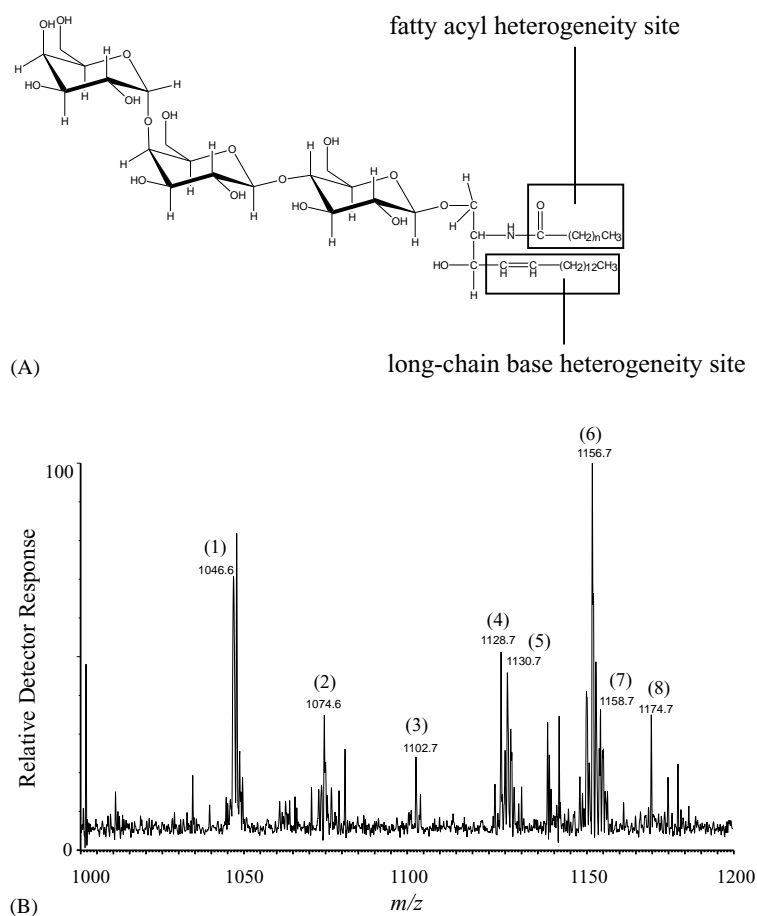 fatty acyl heterogeneity site
OH OH
H O
H H
HO H HO H OH
H O OH
H H O
HO H OH H O
H OH H O
HO H OH H O C H
H H
C N C (CH2)nCH3
H O
HO C C C (CH2)12CH3
H H H
long-chain base heterogeneity site
(A)
(6)
100 1156.7
(1)
1046.6
(4)
1128.7 (5)
1130.7
(2) (7) (8)
1074.6 1158.7 1174.7
(3)
1102.7
Relative Detector Response
0
1000 1050 1100 1150 1200
(B) m/z